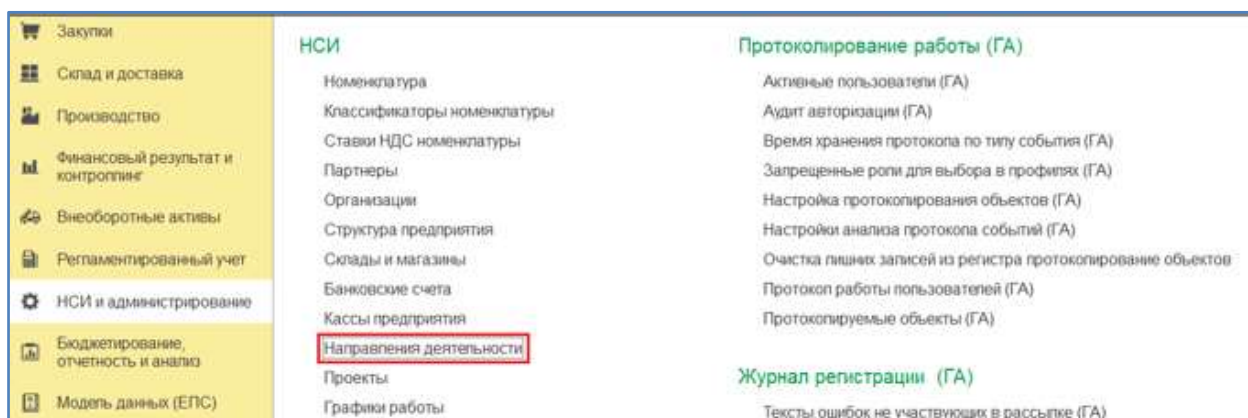 Закупки
Склад и доставка
Производство
Финансовый результат и
контроллинг
Внеоборотные активы
Регламентированный учет
НСИ и администрирование
Бюджетирование,
отчетность и анализ
Модель данных (ЕПС)
НСИ
Номенклатура
Классификаторы номенклатуры
Ставки НДС номенклатуры
Партнеры
Организации
Структура предприятия
Склады и магазины
Банковские счета
Кассы предприятия
Направления деятельности
Проекты
Графики работы
Протоколирование работы (ГА)
Активные пользователи (ГА)
Аудит авторизации (ГА)
Время хранения протокола по типу события (ГА)
Запрещенные роли для выбора в профилях (ГА)
Настройка протоколирования объектов (ГА)
Настройки анализа протокола событий (ГА)
Очистка лишних записей из регистра протоколирование объектов
Протокол работы пользователей (ГА)
Протоколируемые объекты (ГА)
Журнал регистрации (ГА)
Тексты ошибок не участвующих в рассылке (ГА)